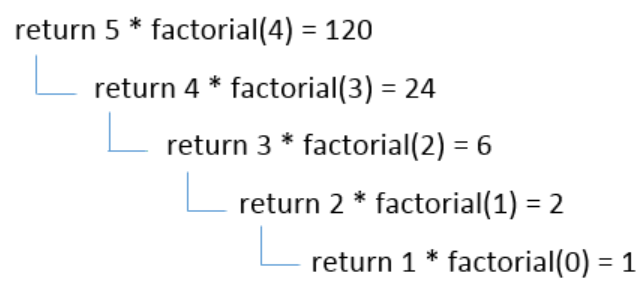 return 5 * factorial(4) = 120
return 4 * factorial(3) = 24
return 3 * factorial(2) = 6
return 2 * factorial(1) = 2
return 1 * factorial(0) = 1